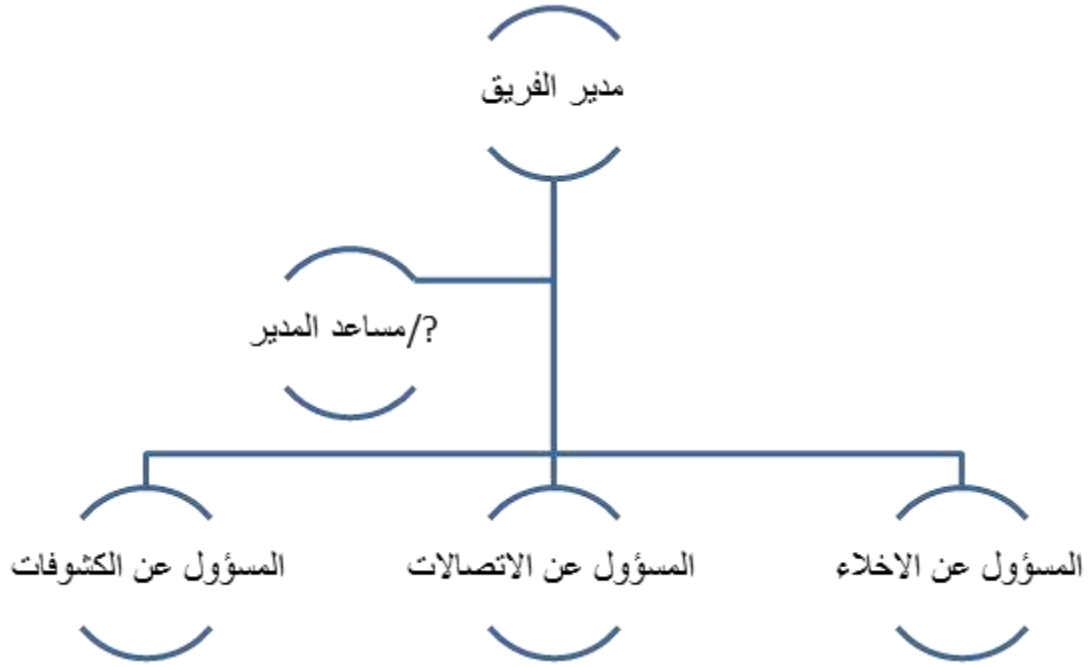 مدير الفريق
مساعد المدير/?
المسؤول عن الاخلاء
المسؤول عن الاتصالات
المسؤول عن الكشوفات